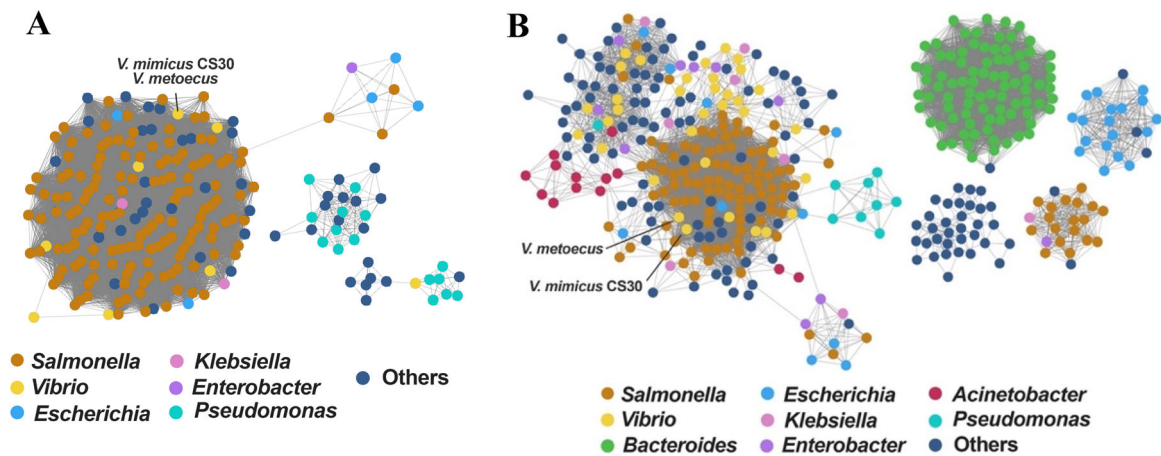 A
V. mimicus CS30
V. metoecus
Salmonella
Vibrio
Escherichia
Klebsiella
Enterobacter
Pseudomonas
Others
B
V. metoecus
V. mimicus CS30
Salmonella
Vibrio
Bacteroides
Escherichia
Klebsiella
Enterobacter
Acinetobacter
Pseudomonas
Others